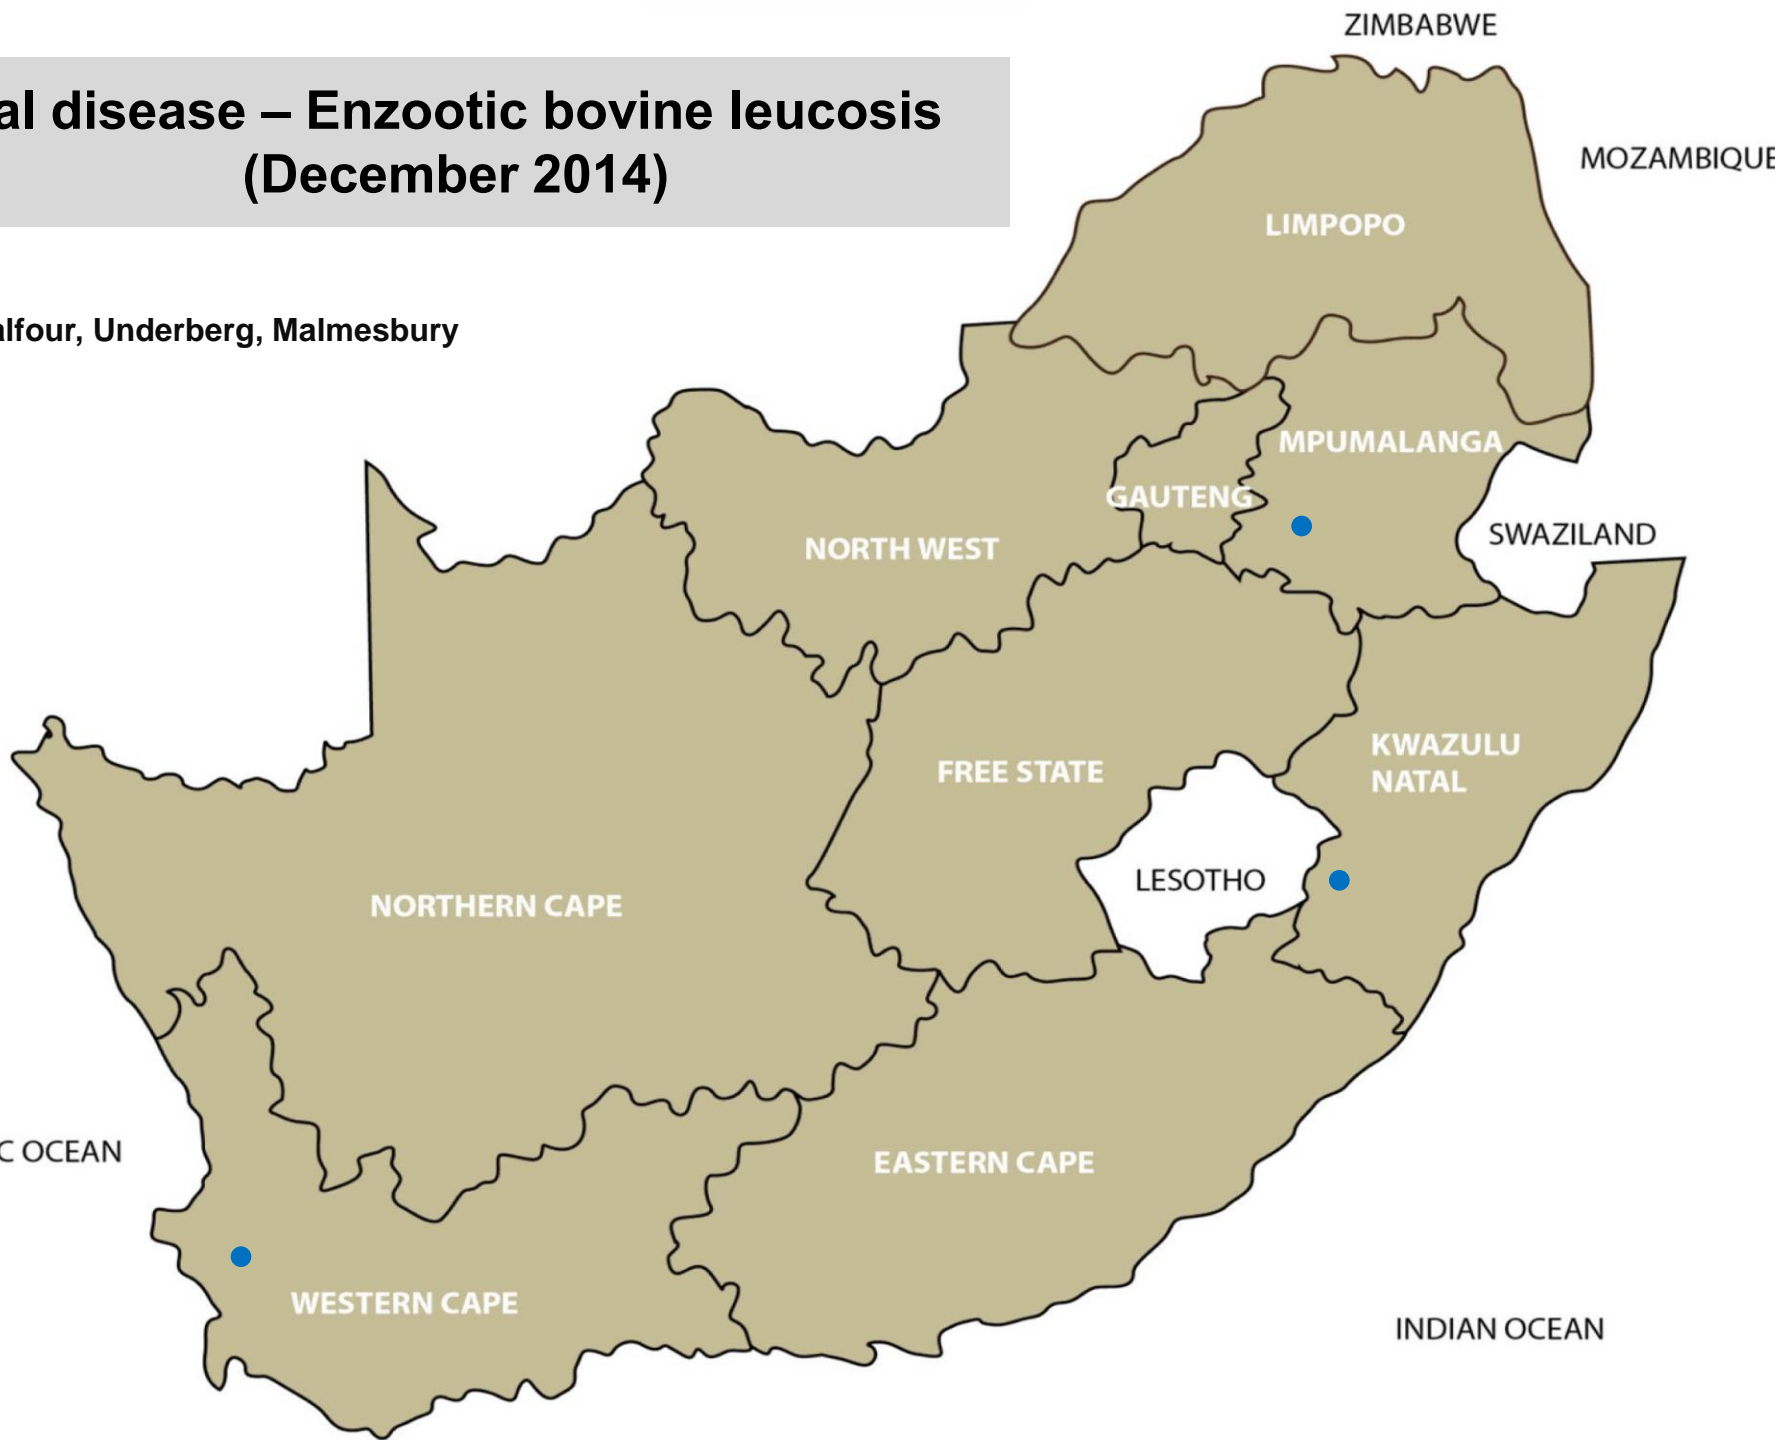 ZIMBABWE
al disease – Enzootic bovine leucosis
(December 2014)
MOZAMBIQUE
LIMPOPO
alfour, Underberg, Malmesbury
MPUMALANGA
GAUTENG
SWAZILAND
NORTH WEST
KWAZULU
NATAL
FREE STATE
LESOTHO
NORTHERN CAPE
C OCEAN
EASTERN CAPE
WESTERN CAPE
INDIAN OCEAN